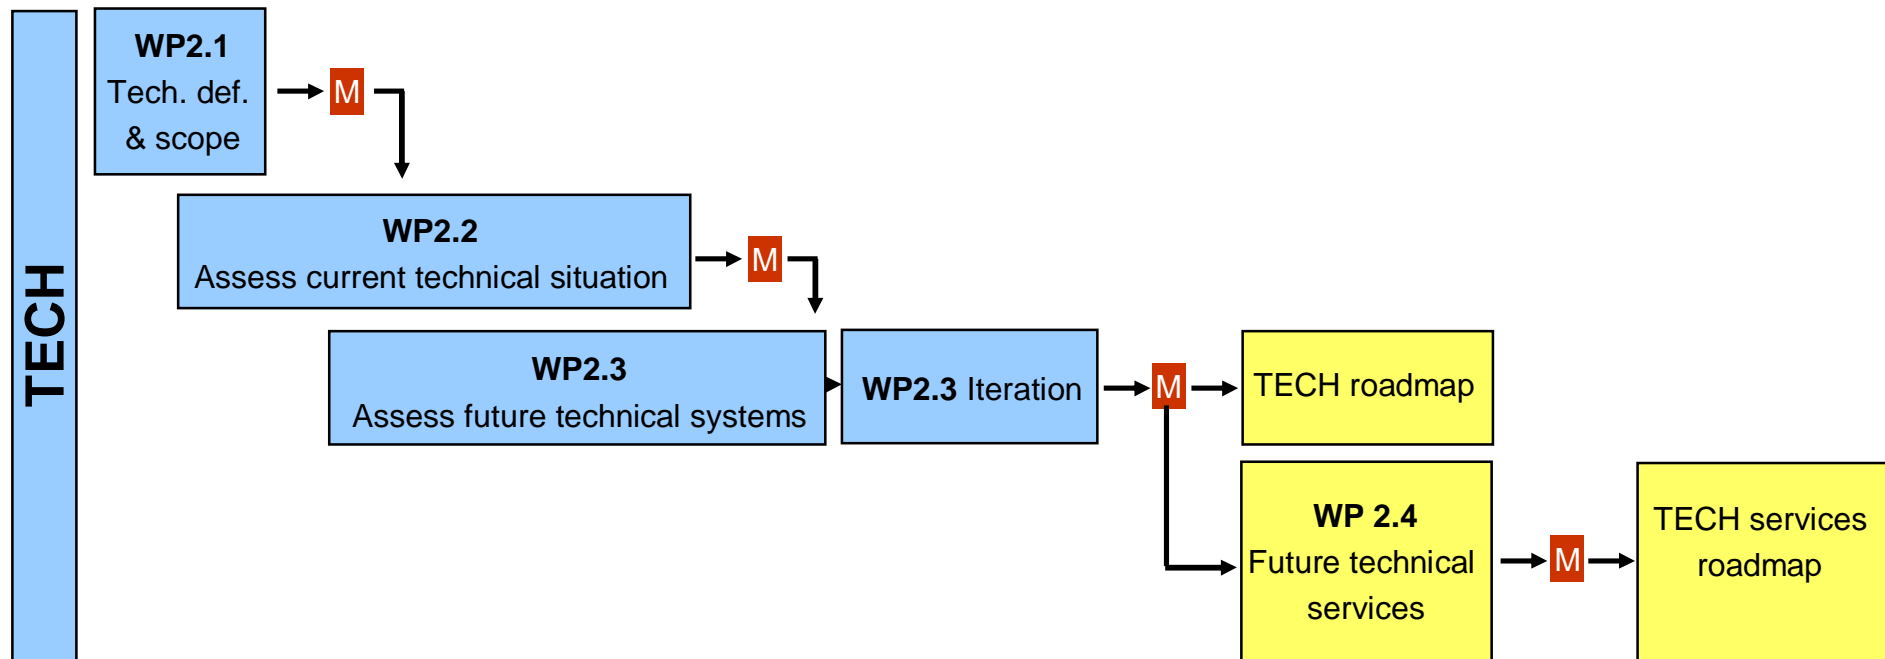 TECH
WP2.1
Tech. def.
& scope
M
WP2.2
Assess current technical situation
M
WP2.3
Assess future technical systems
WP2.3 Iteration
M
TECH roadmap
WP 2.4
Future technical
services
M
TECH services
roadmap